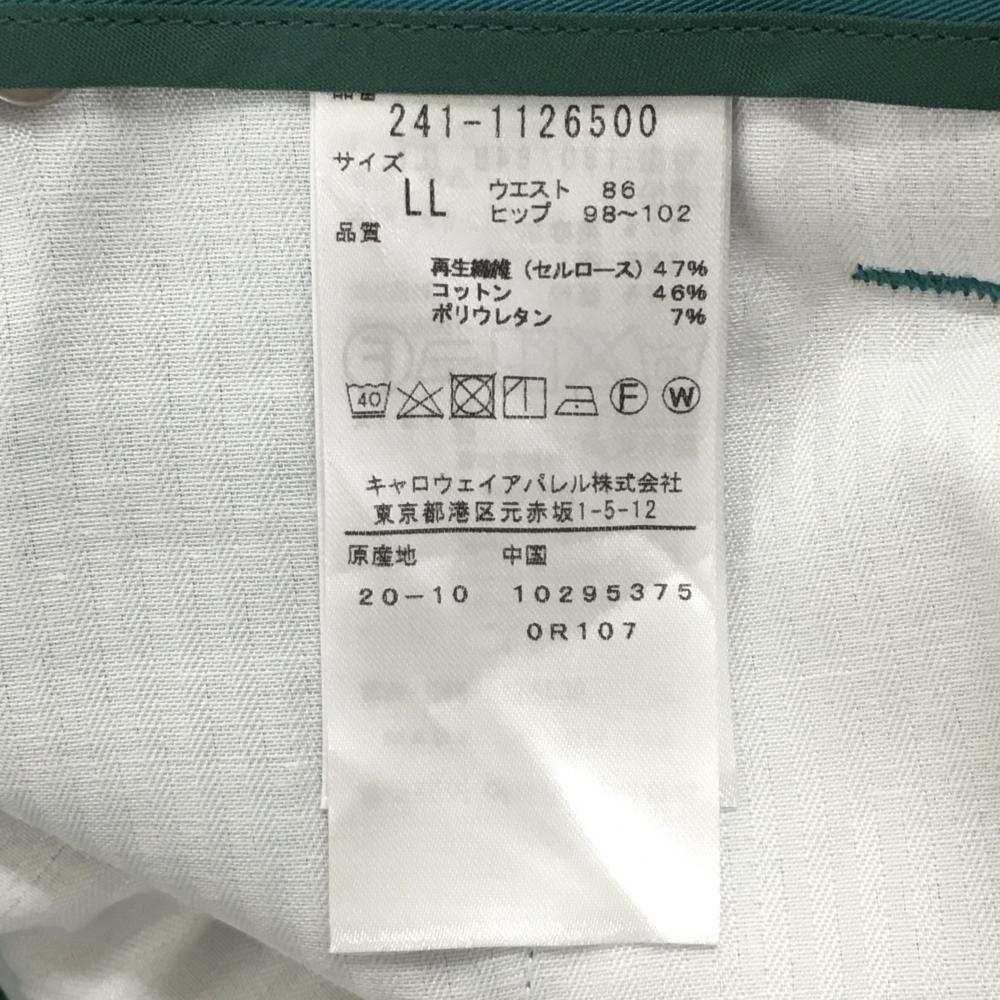 品番
241-1126500
サイズ
LL ウエスト 86
ヒップ 98~102
品質
再生繊維(セルロース) 47%
コットン 46%
ポリウレタン 7%
40 F W
キャロウェイアパレル株式会社
東京都港区元赤坂1-5-12
原産地 中国
20-10 10295375
0R107